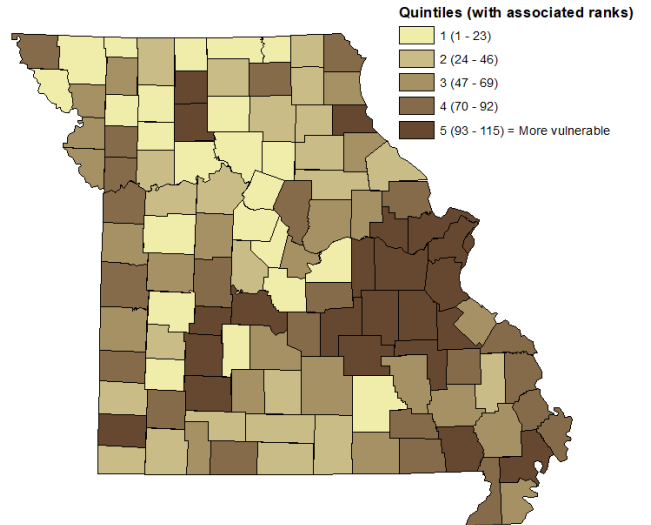 Quintiles (with associated ranks)
1 (1 - 23)
2 (24 - 46)
3 (47 - 69)
4 (70 - 92)
5 (93 - 115) = More vulnerable